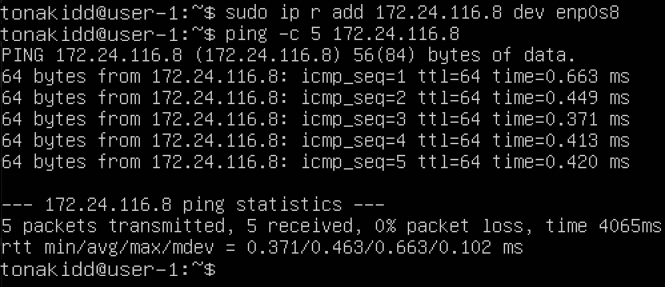 tonakidd@user-1:~$ sudo ip r add 172.24.116.8 dev enp0s8
tonakidd@user-1:~$ ping -c 5 172.24.116.8
PING 172.24.116.8 (172.24.116.8) 56(84) bytes of data.
64 bytes from 172.24.116.8: icmp_seq=1 ttl=64 time=0.663 ms
64 bytes from 172.24.116.8: icmp_seq=2 ttl=64 time=0.449 ms
64 bytes from 172.24.116.8: icmp_seq=3 ttl=64 time=0.371 ms
64 bytes from 172.24.116.8: icmp_seq=4 ttl=64 time=0.413 ms
64 bytes from 172.24.116.8: icmp_seq=5 ttl=64 time=0.420 ms

--- 172.24.116.8 ping statistics ---
5 packets transmitted, 5 received, 0% packet loss, time 4065ms
rtt min/avg/max/mdev = 0.371/0.463/0.663/0.102 ms
tonakidd@user-1:~$